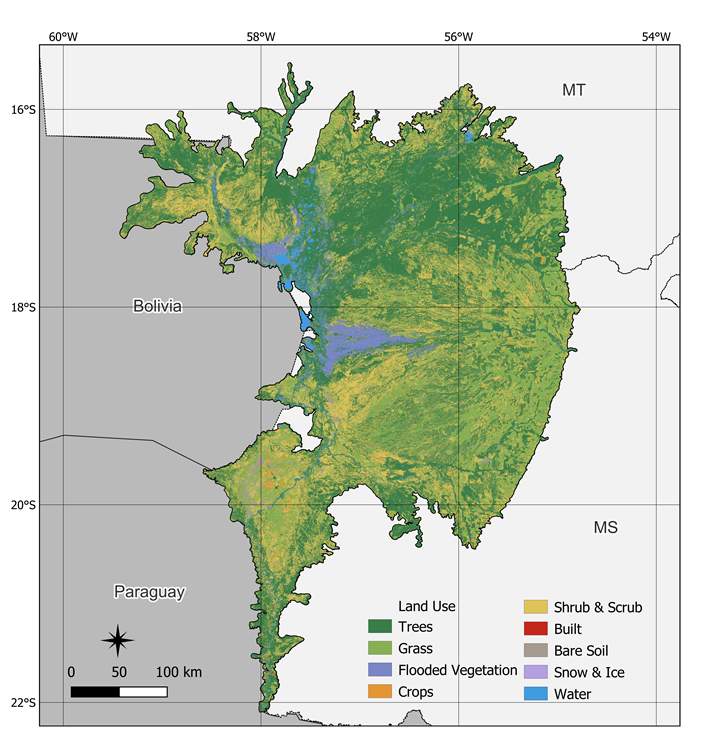 60°W 58°W 56°W 54°W
MT
16°S
Bolivia
18°S
20°S
MS
Paraguay
22°S
0 50 100 km
Land Use
Trees
Grass
Flooded Vegetation
Crops
Shrub & Scrub
Built
Bare Soil
Snow & Ice
Water